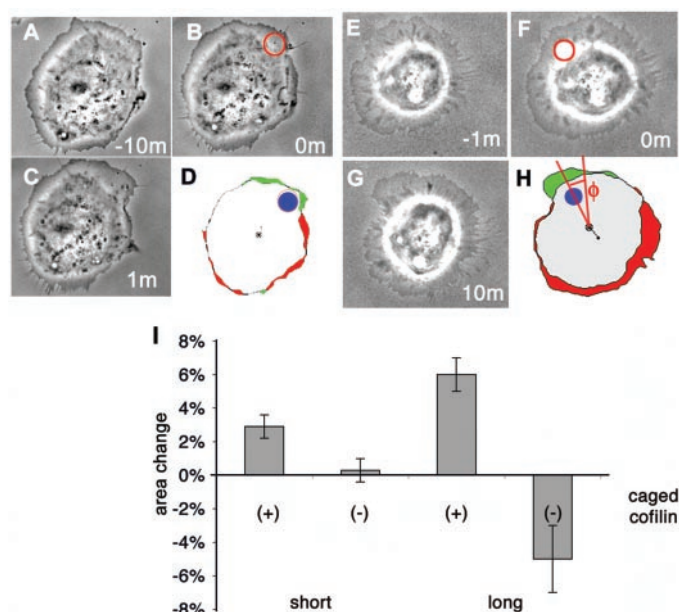 A
-10m
B
0m
E
-1m
F
0m
C
1m
D
G
10m
H
ϕ
I
8%
6%
4%
2%
0%
-2%
-4%
-6%
-8%
area change
(+) (-) (+) (-)
caged
cofilin
short long